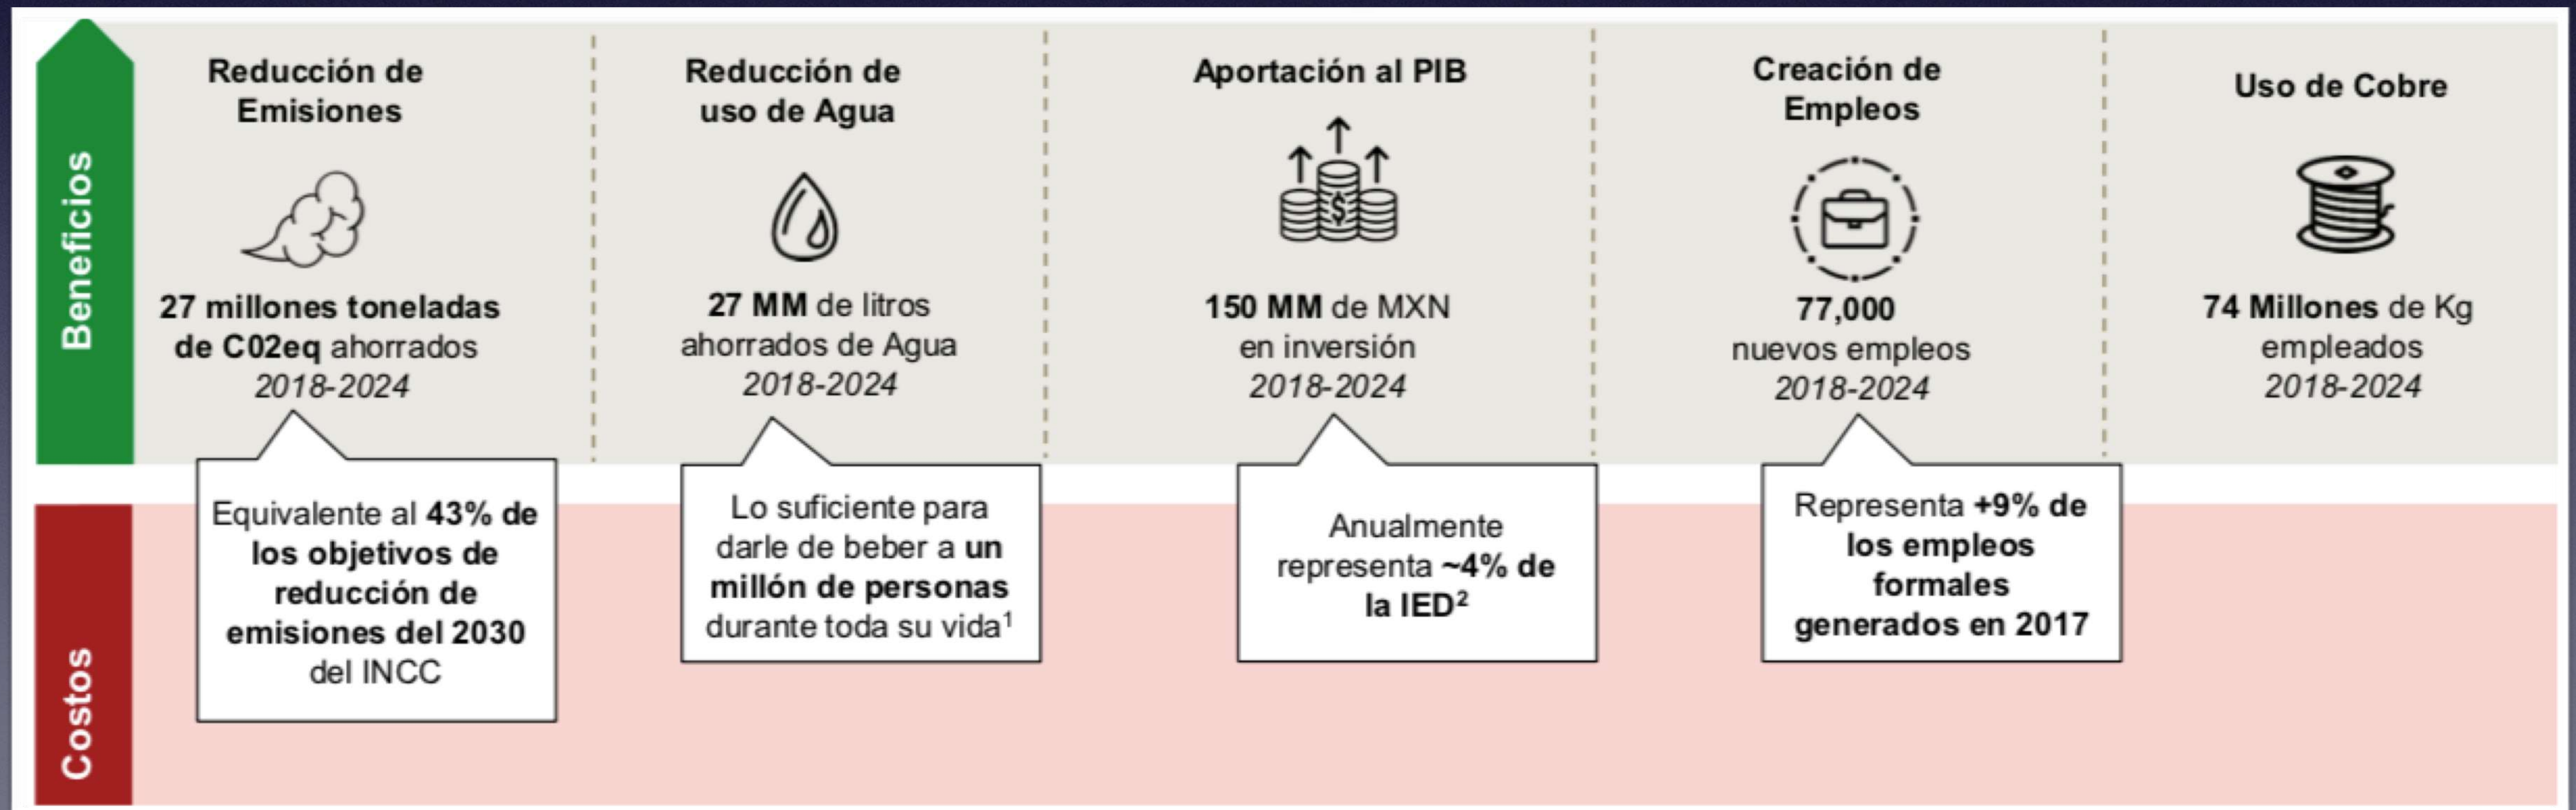 Beneficios
Reducción de
Emisiones
27 millones toneladas
de C02eq ahorrados
2018-2024
Equivalente al 43% de
los objetivos de
reducción de
emisiones del 2030
del INCC
Reducción de
uso de Agua
27 MM de litros
ahorrados de Agua
2018-2024
Lo suficiente para
darle de beber a un
millón de personas
durante toda su vida¹
Aportación al PIB
$
150 MM de MXN
en inversión
2018-2024
Anualmente
representa ~4% de
la IED²
Creación de
Empleos
77,000
nuevos empleos
2018-2024
Representa +9% de
los empleos
formales
generados en 2017
Uso de Cobre
74 Millones de Kg
empleados
2018-2024
Costos